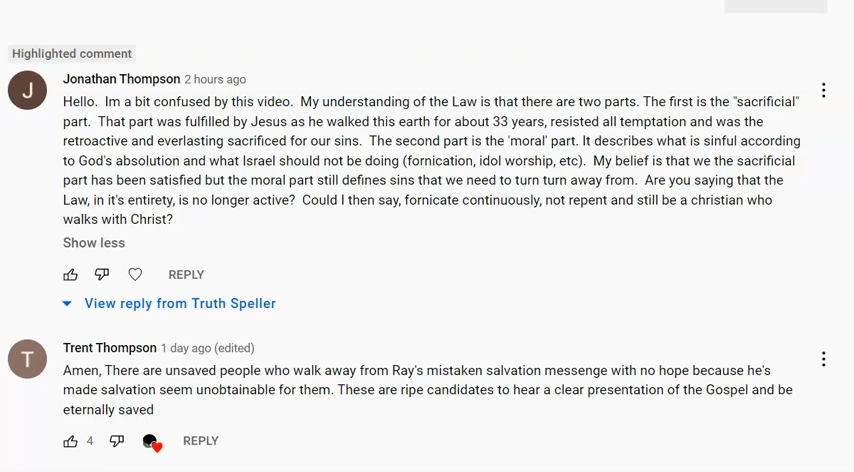 Highlighted comment
Jonathan Thompson 2 hours ago
Hello. Im a bit confused by this video. My understanding of the Law is that there are two parts. The first is the "sacrificial"
part. That part was fulfilled by Jesus as he walked this earth for about 33 years, resisted all temptation and was the
retroactive and everlasting sacrificed for our sins. The second part is the 'moral' part. It describes what is sinful according
to God's absolution and what Israel should not be doing (fornication, idol worship, etc). My belief is that we the sacrificial
part has been satisfied but the moral part still defines sins that we need to turn turn away from. Are you saying that the
Law, in it's entirety, is no longer active? Could I then say, fornicate continuously, not repent and still be a christian who
walks with Christ?
Show less
REPLY
View reply from Truth Speller
Trent Thompson 1 day ago (edited)
Amen, There are unsaved people who walk away from Ray's mistaken salvation messenge with no hope because he's
made salvation seem unobtainable for them. These are ripe candidates to hear a clear presentation of the Gospel and be
eternally saved
4 REPLY
J
T